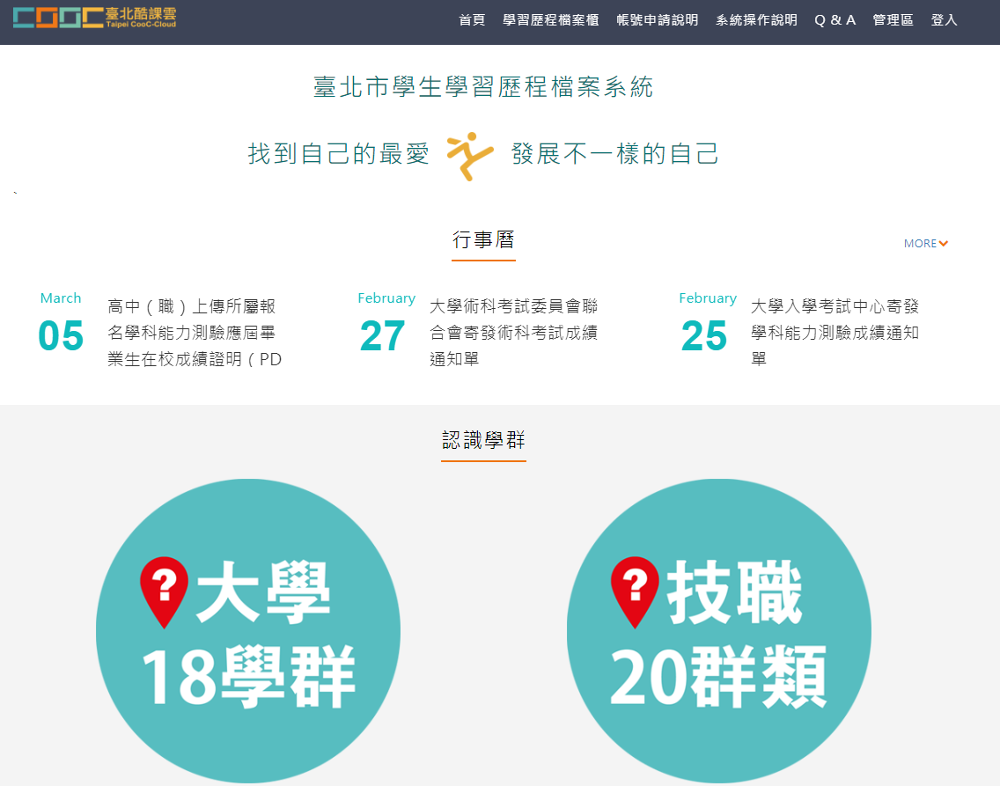 COOC 臺北酷課雲
Taipei CooC-Cloud
首頁 學習歷程檔案櫃 帳號申請說明 系統操作說明 Q & A 管理區 登入
臺北市學生學習歷程檔案系統
找到自己的最愛 發展不一樣的自己
、
行事曆
MORE
March
05
高中（職）上傳所屬報
名學科能力測驗應屆畢
業生在校成績證明（PD
February
27
大學術科考試委員會聯
合會寄發術科考試成績
通知單
February
25
大學入學考試中心寄發
學科能力測驗成績通知
單
認識學群
? 大學
18學群
? 技職
20群類